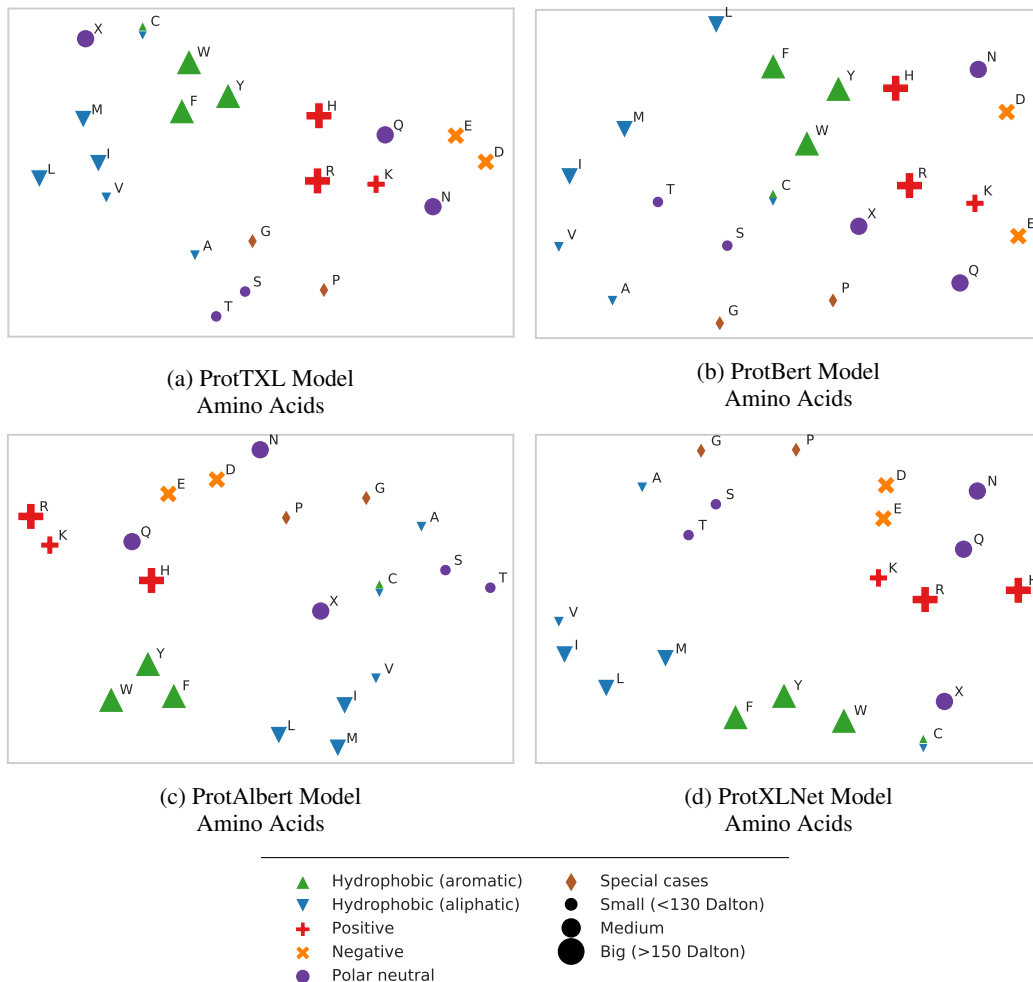 X
C
W
Y
F
M
H
Q
E
I
D
L
R
K
V
N
A
G
S
P
T
(a) ProtTXL Model
Amino Acids
L
F
N
Y
H
D
M
W
I
R
T
C
K
X
E
S
V
Q
A
P
G
(b) ProtBert Model
Amino Acids
N
D
E
G
R
P
A
Q
K
S
H
C
T
X
Y
V
F
W
I
L
M
(c) ProtAlbert Model
Amino Acids
G
P
A
D
N
S
E
T
Q
K
H
R
V
I
M
L
Y
X
F
W
C
(d) ProtXLNet Model
Amino Acids
Hydrophobic (aromatic)
Hydrophobic (aliphatic)
Positive
Negative
Polar neutral
Special cases
Small (<130 Dalton)
Medium
Big (>150 Dalton)